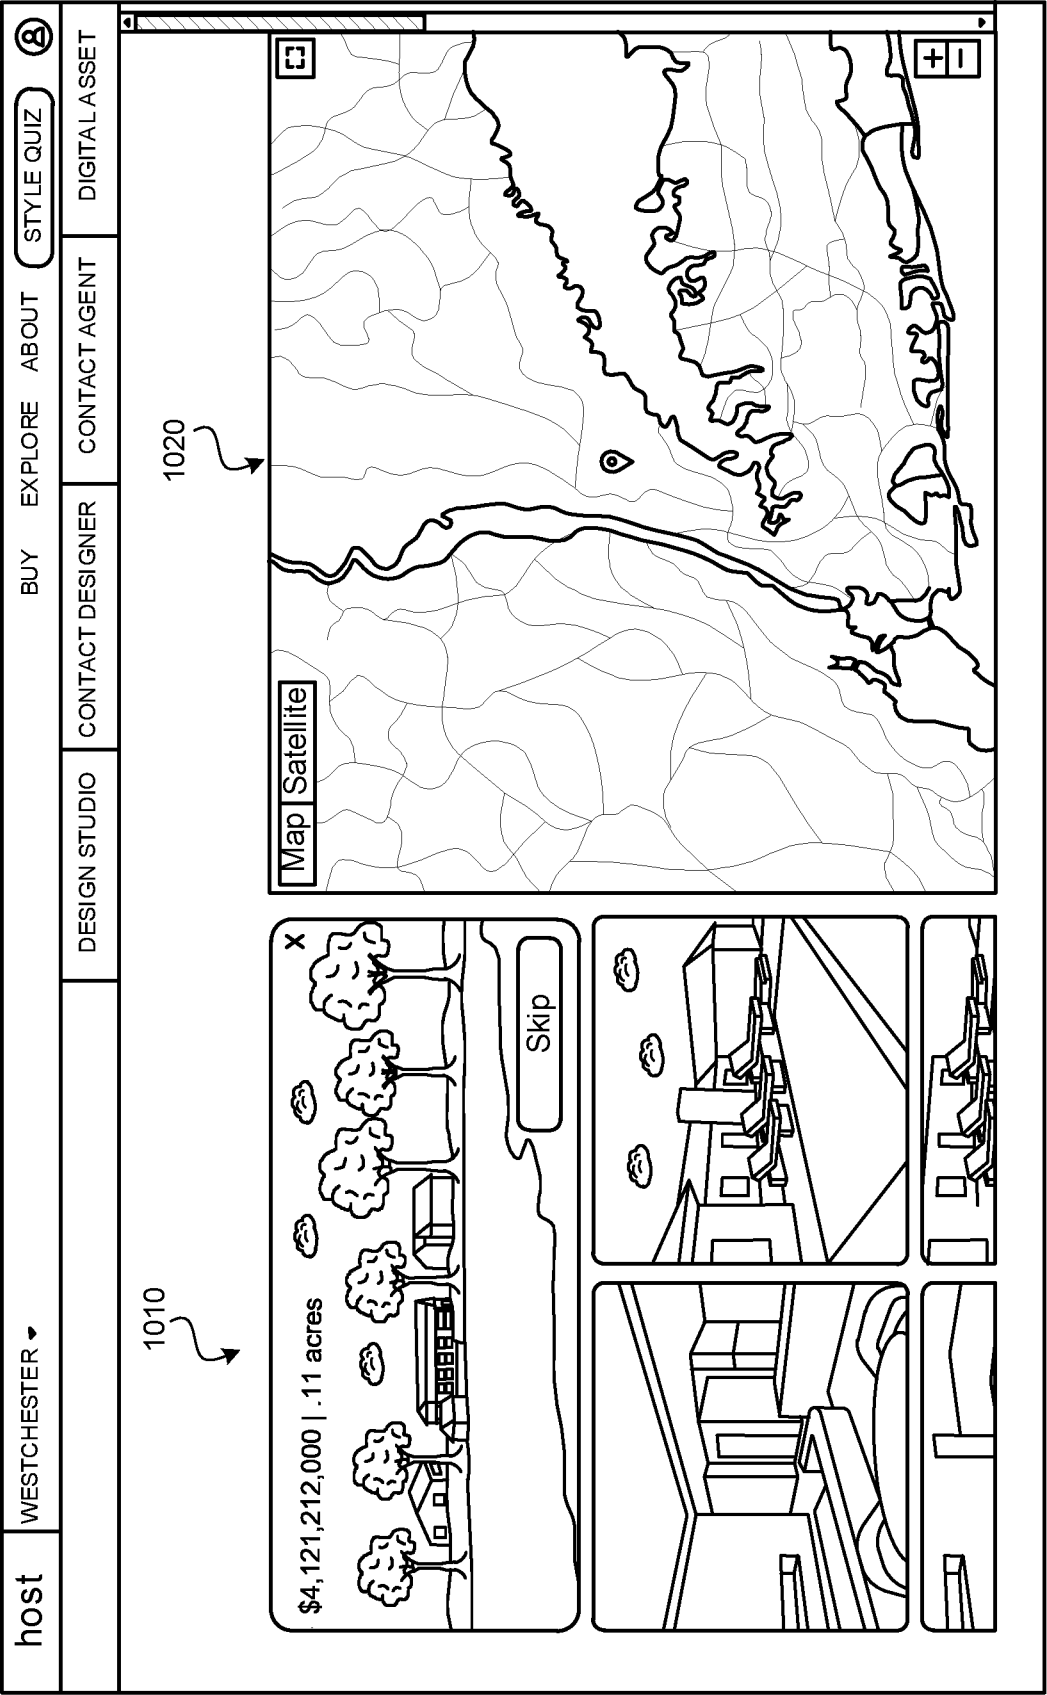 host
WESTCHESTER
BUY
EXPLORE
ABOUT
STYLE QUIZ
DESIGN STUDIO
CONTACT DESIGNER
CONTACT AGENT
DIGITAL ASSET
1010
1020
$4,121,212,000 | .11 acres
X
Skip
Map
Satellite
+
−